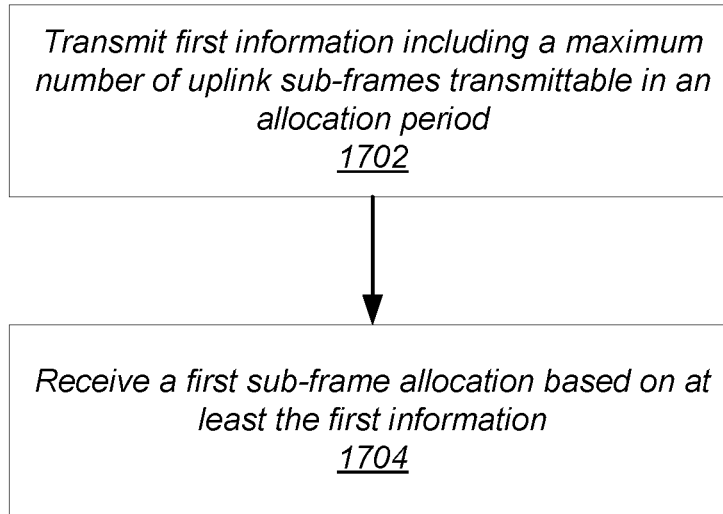 Transmit first information including a maximum
number of uplink sub-frames transmittable in an
allocation period
1702
Receive a first sub-frame allocation based on at
least the first information
1704